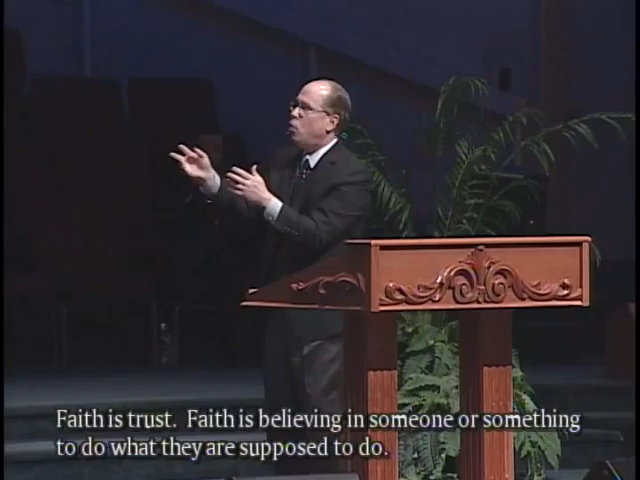 Faith is trust.  Faith is believing in someone or something
to do what they are supposed to do.